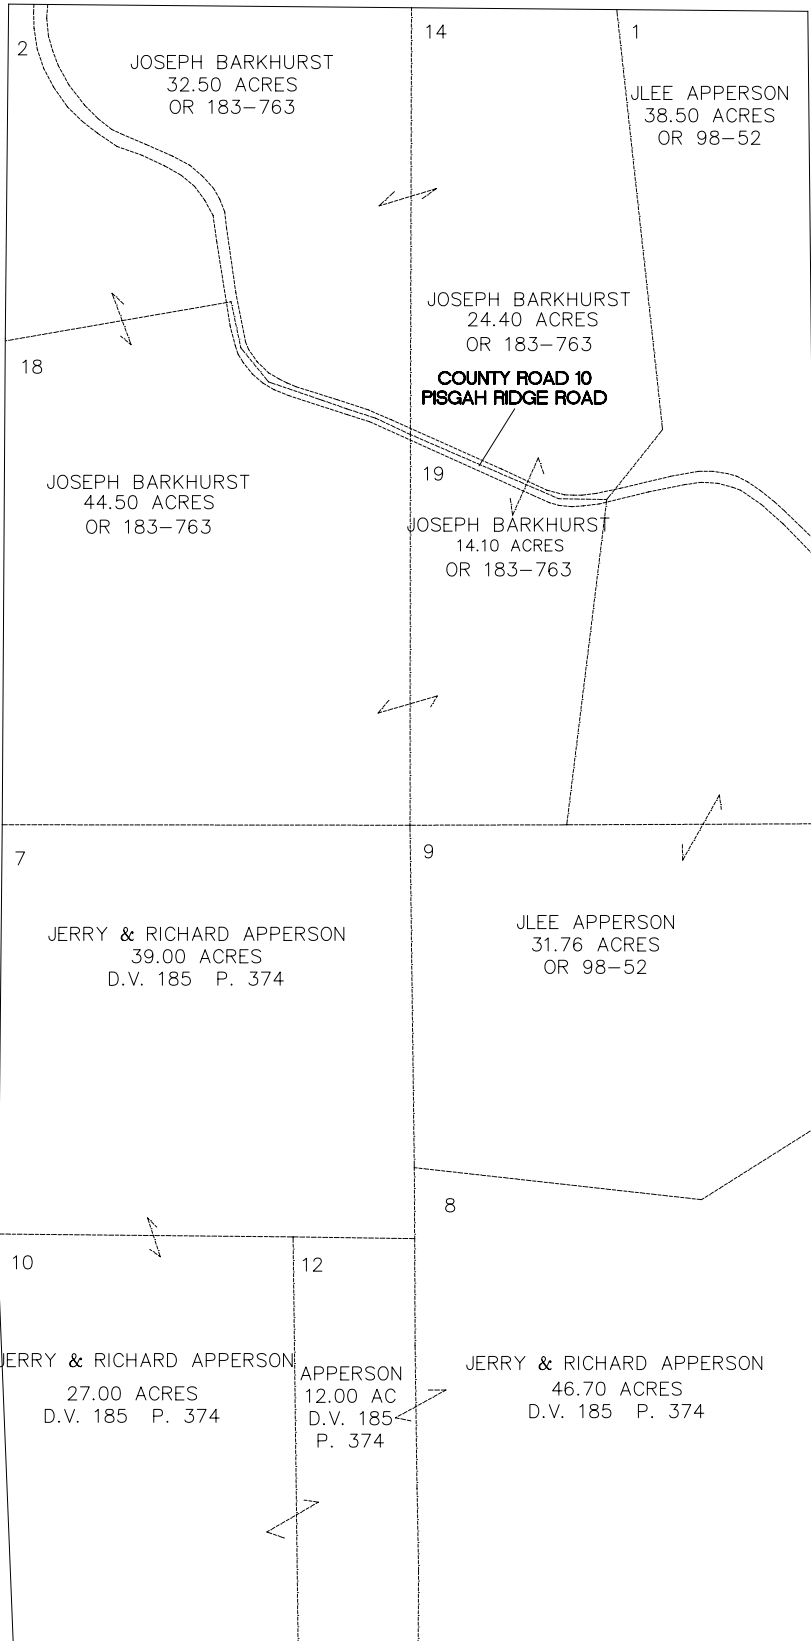 2
JOSEPH BARKHURST
32.50 ACRES
OR 183-763
14
1
JLEE APPERSON
38.50 ACRES
OR 98-52
JOSEPH BARKHURST
24.40 ACRES
OR 183-763
COUNTY ROAD 10
PISGAH RIDGE ROAD
18
JOSEPH BARKHURST
44.50 ACRES
OR 183-763
19
JOSEPH BARKHURST
14.10 ACRES
OR 183-763
7
JERRY & RICHARD APPERSON
39.00 ACRES
D.V. 185 P. 374
9
JLEE APPERSON
31.76 ACRES
OR 98-52
8
10
12
JERRY & RICHARD APPERSON
27.00 ACRES
D.V. 185 P. 374
APPERSON
12.00 AC
D.V. 185
P. 374
JERRY & RICHARD APPERSON
46.70 ACRES
D.V. 185 P. 374